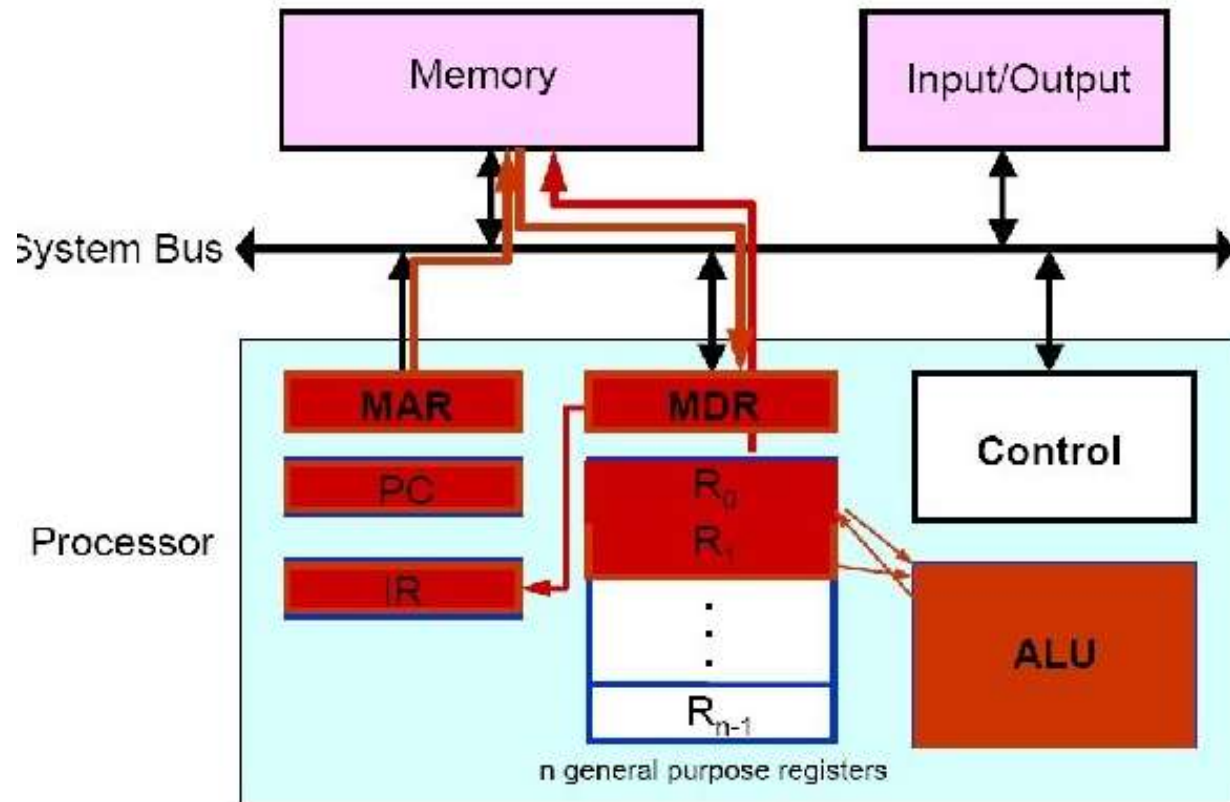 Memory
Input/Output
System Bus
MAR
MDR
Control
PC
R0
Processor
R1
IR
ALU
Rn-1
n general purpose registers